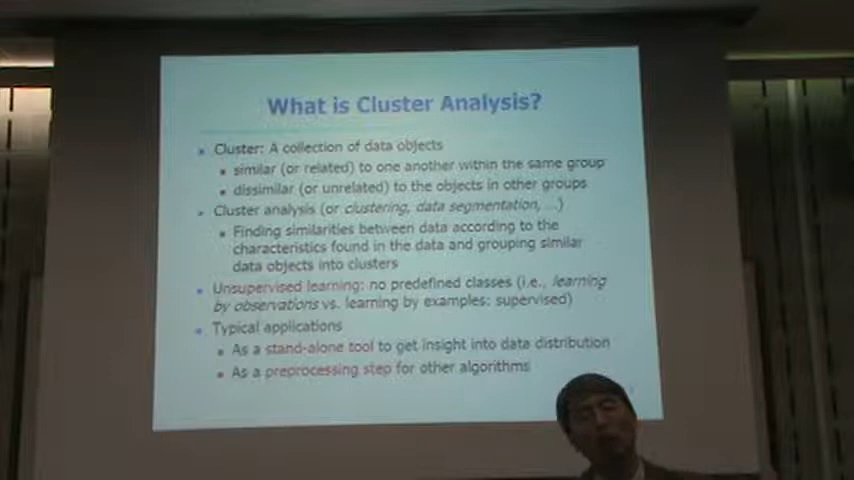 What is Cluster Analysis?
Cluster: A collection of data objects
similar (or related) to one another within the same group
dissimilar (or unrelated) to the objects in other groups
Cluster analysis (or clustering, data segmentation, ...)
Finding similarities between data according to the
characteristics found in the data and grouping similar
data objects into clusters
Unsupervised learning: no predefined classes (i.e., learning
by observations vs. learning by examples: supervised)
Typical applications
As a stand-alone tool to get insight into data distribution
As a preprocessing step for other algorithms